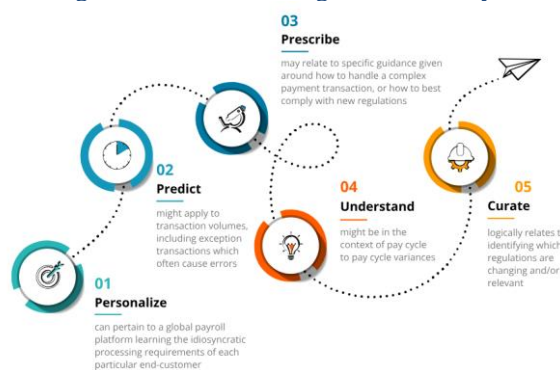 03
Prescribe
may relate to specific guidance given
around how to handle a complex
payment transaction, or how to best
comply with new regulations
02
Predict
might apply to
transaction volumes,
including exception
transactions which
often cause errors
04
Understand
might be in the
context of pay cycle
to pay cycle variances
05
Curate
logically relates t
identifying which
regulations are
changing and/or
relevant
01
Personalize
can pertain to a global payroll
platform learning the idiosyncratic
processing requirements of each
particular end-customer